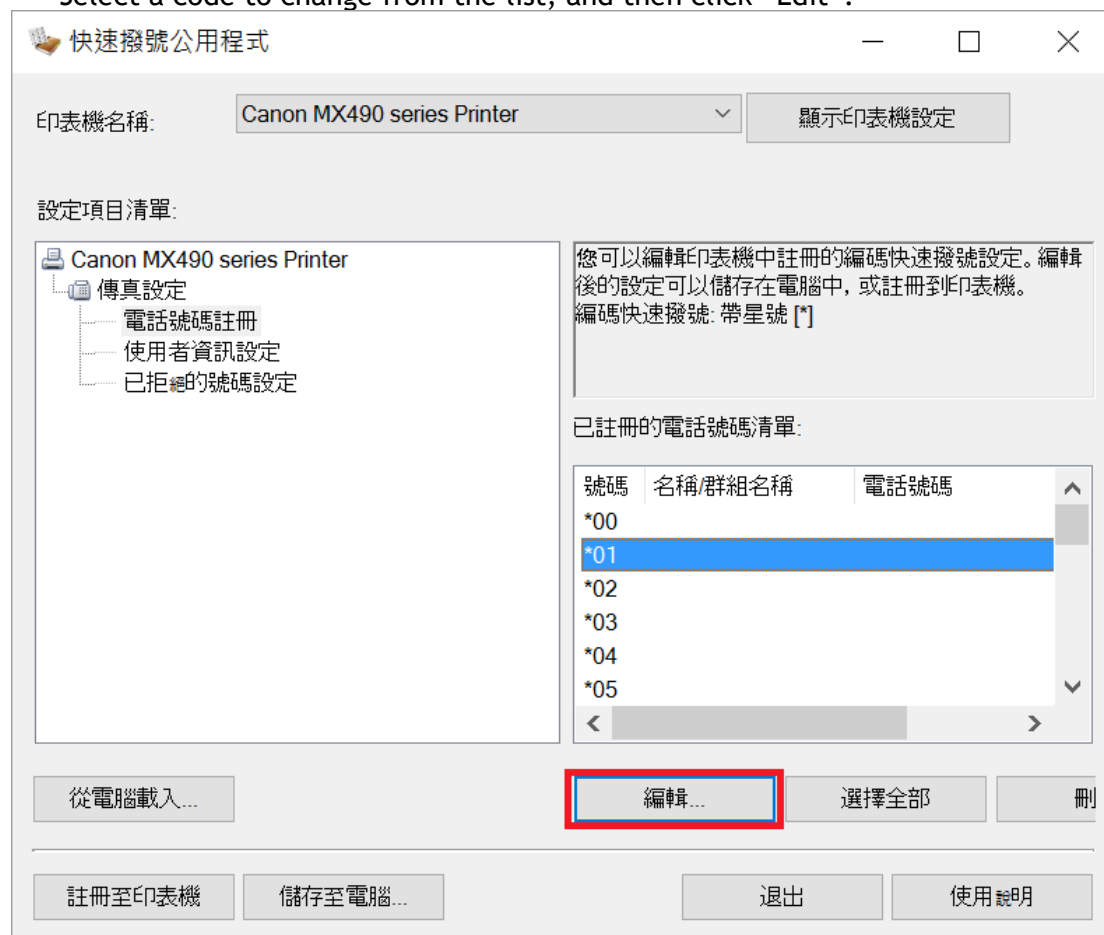 Select a code to change from the list, and then click "Edit".
快速撥號公用程式
印表機名稱:
Canon MX490 series Printer
顯示印表機設定
設定項目清單:
Canon MX490 series Printer
傳真設定
電話號碼註冊
使用者資訊設定
已拒絕的號碼設定
您可以編輯印表機中註冊的編碼快速撥號設定。編輯
後的設定可以儲存在電腦中, 或註冊到印表機。
編碼快速撥號: 帶星號 [*]
已註冊的電話號碼清單:
號碼 名稱/群組名稱 電話號碼
*00
*01
*02
*03
*04
*05
從電腦載入...
編輯...
選擇全部
刪
註冊至印表機
儲存至電腦...
退出
使用說明